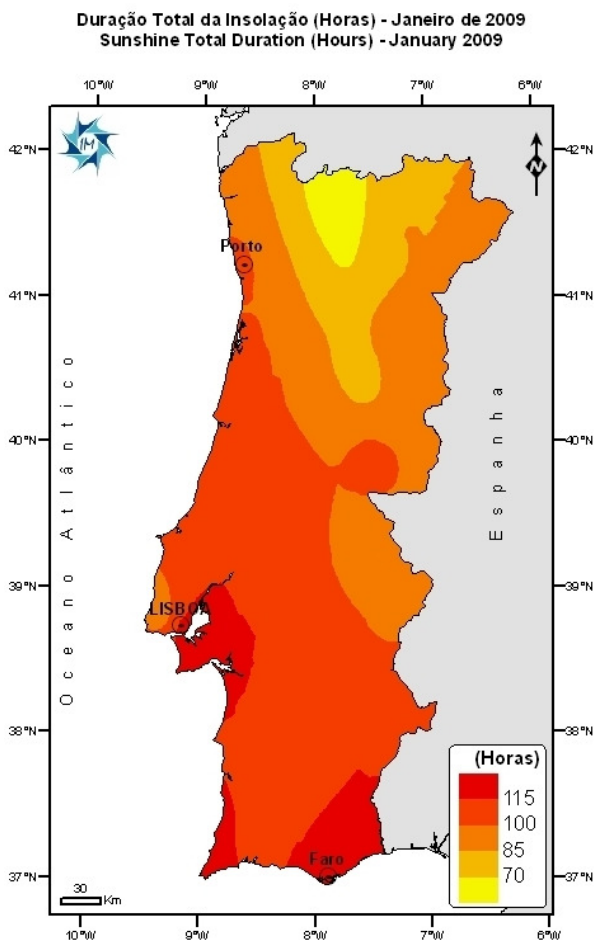 Duração Total da Insolação (Horas) - Janeiro de 2009
Sunshine Total Duration (Hours) - January 2009
10°W 9°W 8°W 7°W 6°W
IM
N
42°N 42°N
Porto
41°N 41°N
40°N 40°N
Oceano Atlântico
Espanha
39°N 39°N
LISBOA
38°N 38°N
(Horas)
115
100
85
70
Faro
37°N 37°N
30
Km
10°W 9°W 8°W 7°W 6°W